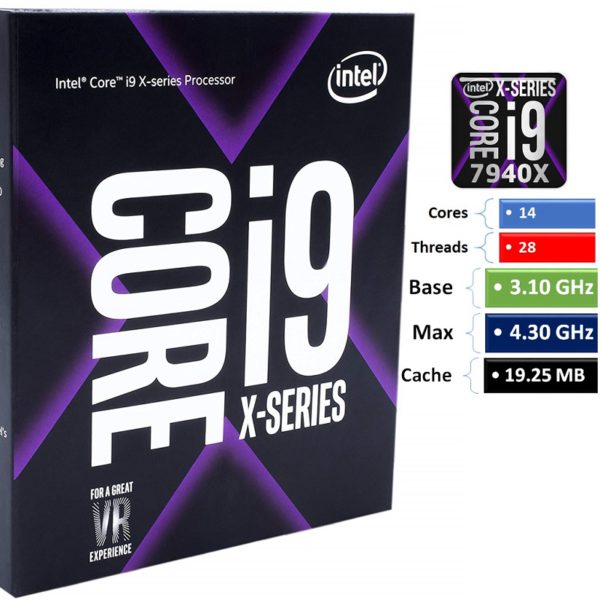 Intel® Core™ i9 X-series Processor
intel®
CORE i9
X-SERIES
FOR A GREAT
VR
EXPERIENCE
intel® X-SERIES
CORE i9
7940X
Cores • 14
Threads • 28
Base • 3.10 GHz
Max • 4.30 GHz
Cache • 19.25 MB